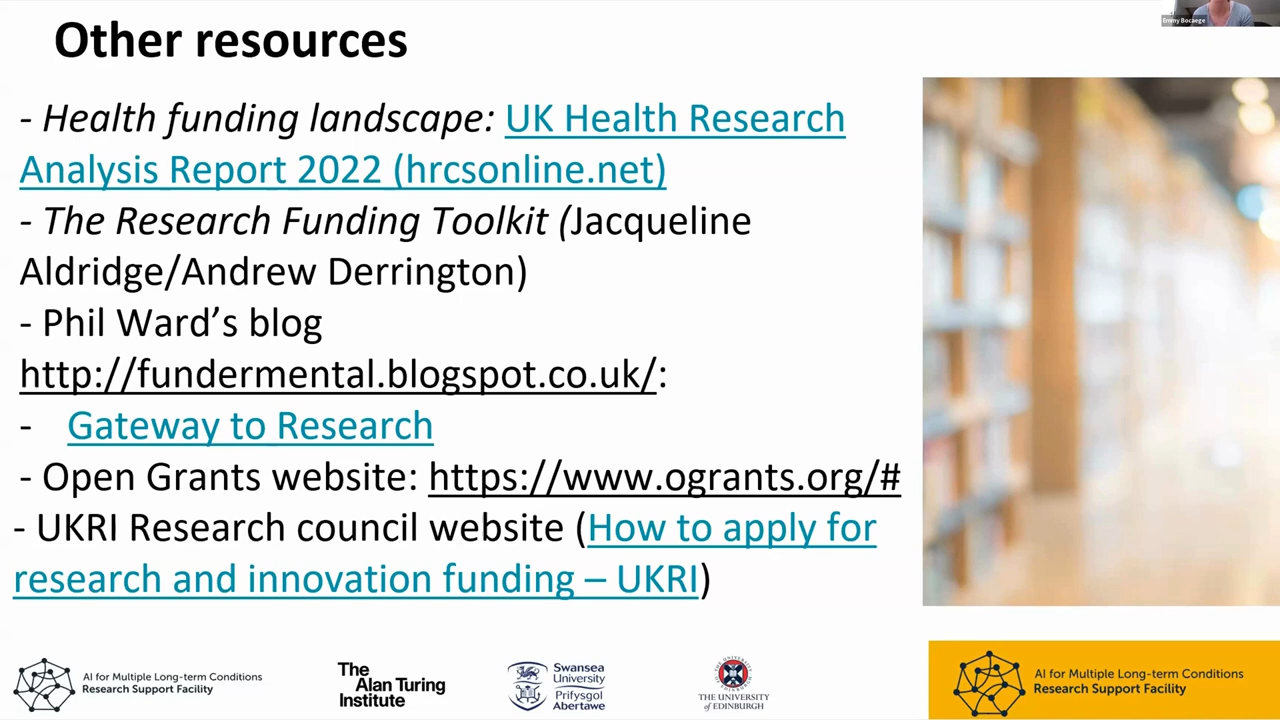 Other resources
Emmy Bocaege
- Health funding landscape: UK Health Research
Analysis Report 2022 (hrcsonline.net)
- The Research Funding Toolkit (Jacqueline
Aldridge/Andrew Derrington)
- Phil Ward’s blog
http://fundermental.blogspot.co.uk/:
- Gateway to Research
- Open Grants website: https://www.ogrants.org/#
- UKRI Research council website (How to apply for
research and innovation funding – UKRI)
AI for Multiple Long-term Conditions
Research Support Facility
The
Alan Turing
Institute
Swansea
University
Prifysgol
Abertawe
THE UNIVERSITY
OF EDINBURGH
AI for Multiple Long-term Conditions
Research Support Facility